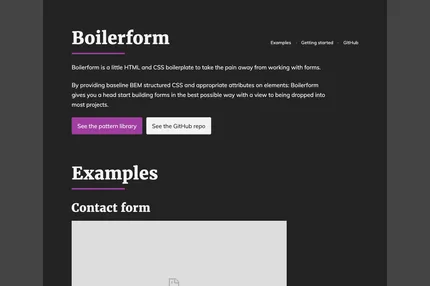 Boilerform
Examples
Getting started
GitHub
Boilerform is a little HTML and CSS boilerplate to take the pain away from working with forms.
By providing baseline BEM structured CSS and appropriate attributes on elements: Boilerform
gives you a head start building forms in the best possible way with a view to being dropped into
most projects.
See the pattern library
See the GitHub repo
Examples
Contact form